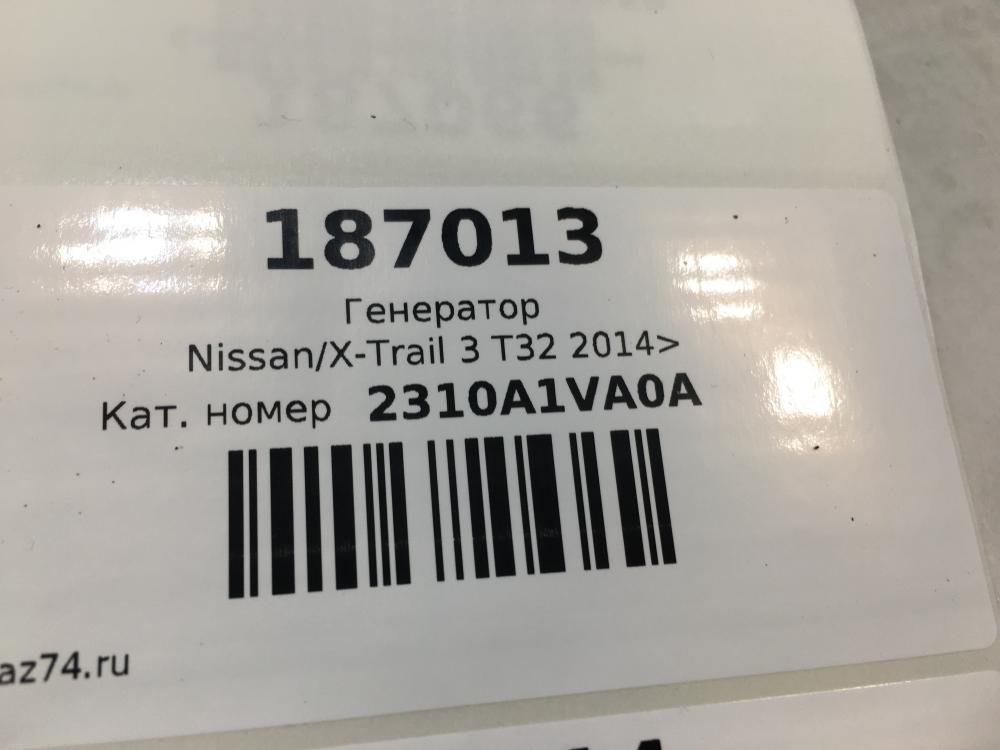 187013
Генератор
Nissan/X-Trail 3 T32 2014>
Кат. номер 2310A1VA0A
az74.ru